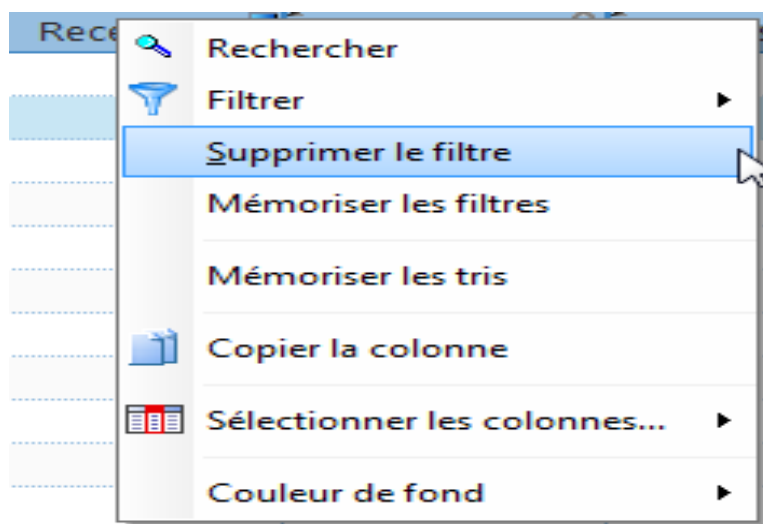 Rechercher
Filtrer
Supprimer le filtre
Mémoriser les filtres
Mémoriser les tris
Copier la colonne
Sélectionner les colonnes...
Couleur de fond